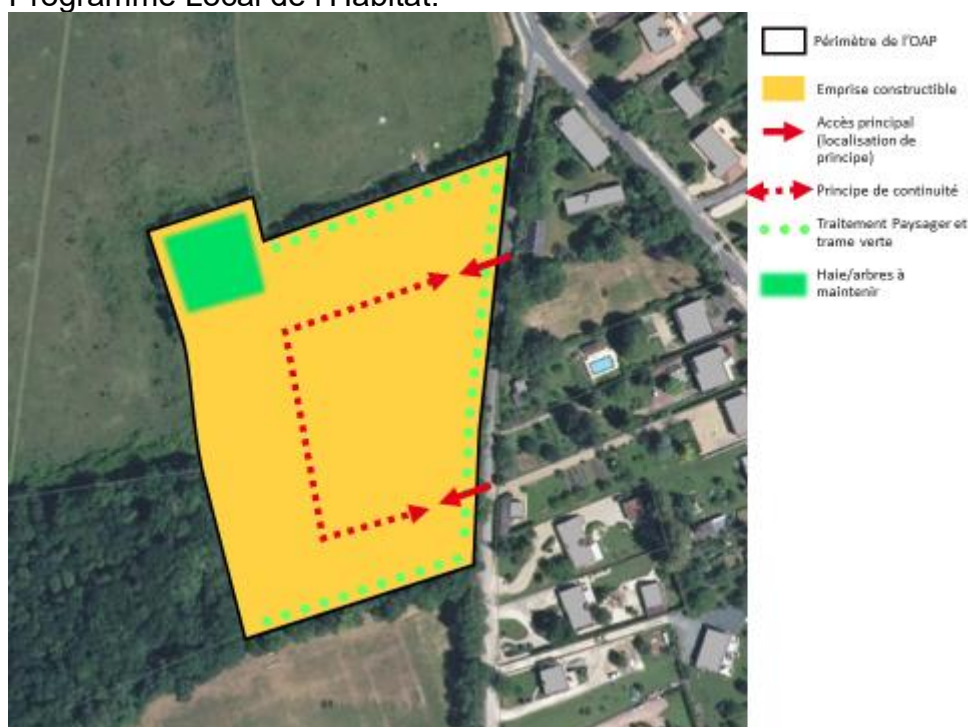 Programme Local de l'Habitat.
Périmètre de l'OAP
Emprise constructible
Accès principal
(localisation de
principe)
Principe de continuité
Traitement Paysager et
trame verte
Haie/arbres à
maintenir